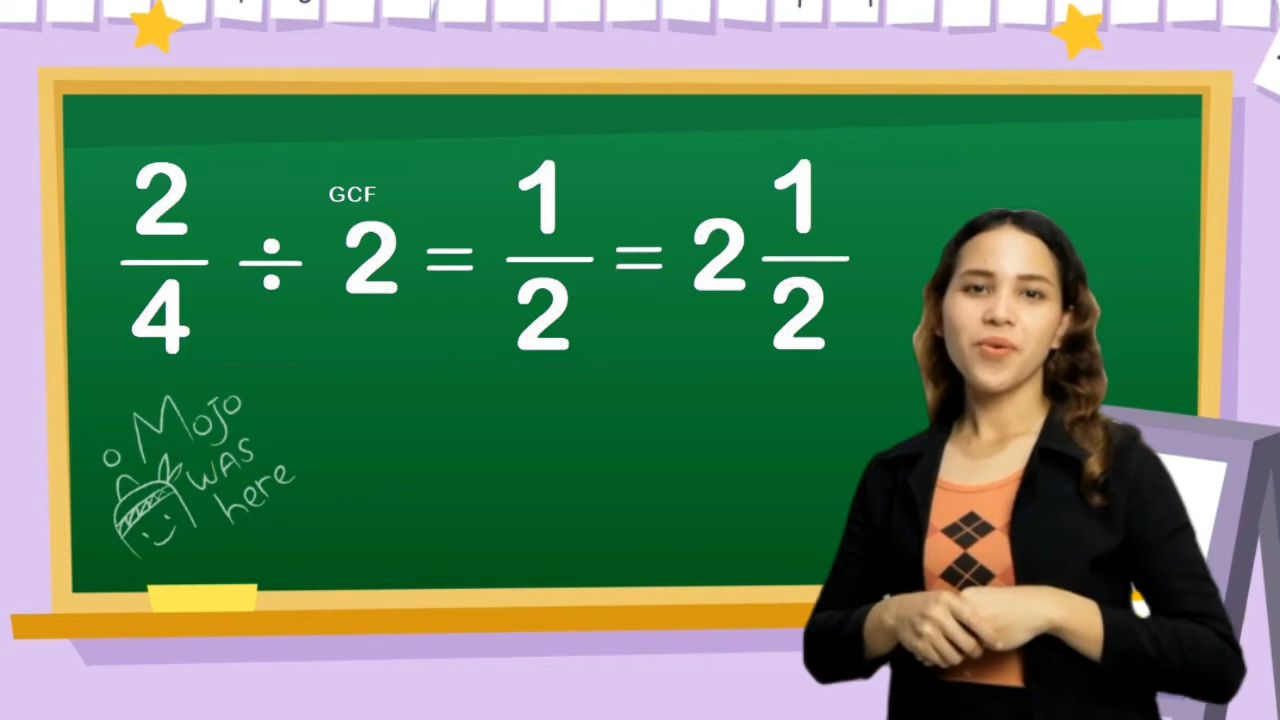 GCF
2/4 ÷ 2 = 1/2 = 2 1/2
Mojo
was
here